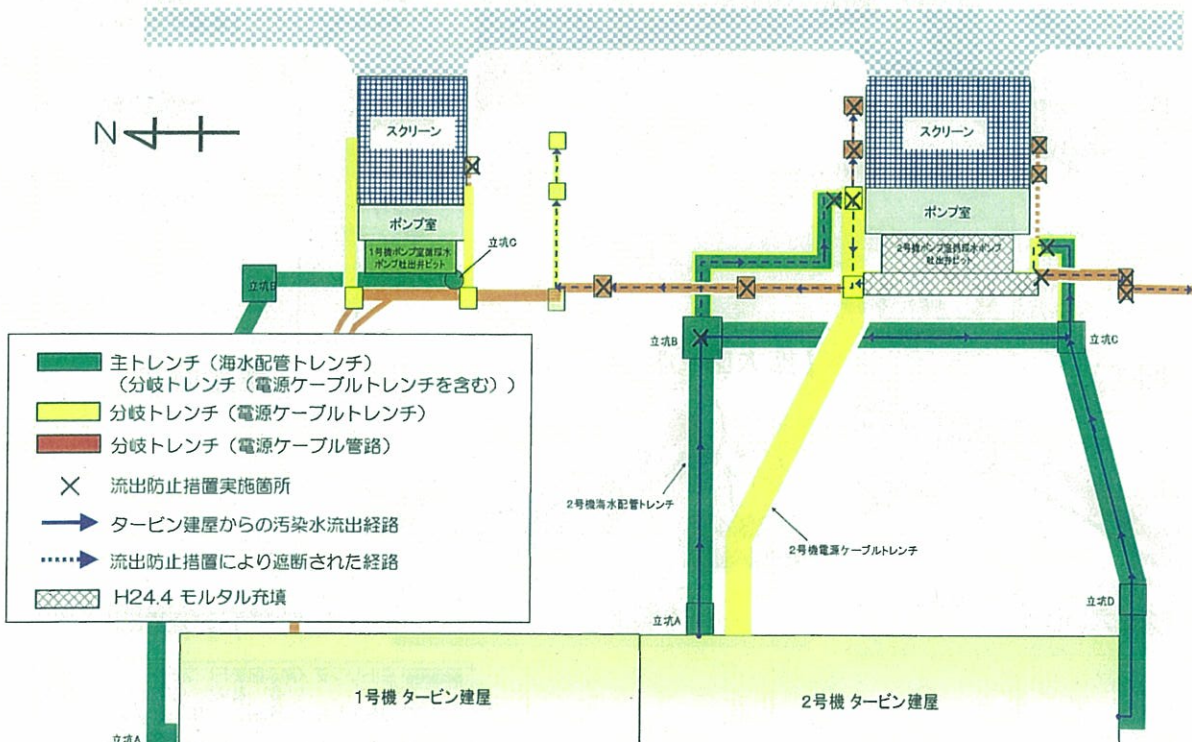 N
スクリーン
スクリーン
ポンプ室
ポンプ室
立坑C
1号機ポンプ室循環水
ポンプ吐出弁ピット
2号機ポンプ室循環水ポンプ
吐出弁ピット
立坑B
立坑B
立坑C
主トレンチ（海水配管トレンチ）
（分岐トレンチ（電源ケーブルトレンチを含む））
分岐トレンチ（電源ケーブルトレンチ）
分岐トレンチ（電源ケーブル管路）
流出防止措置実施箇所
タービン建屋からの汚染水流出経路
流出防止措置により遮断された経路
H24.4 モルタル充填
2号機海水配管トレンチ
2号機電源ケーブルトレンチ
立坑A
立坑D
1号機 タービン建屋
2号機 タービン建屋
立坑A